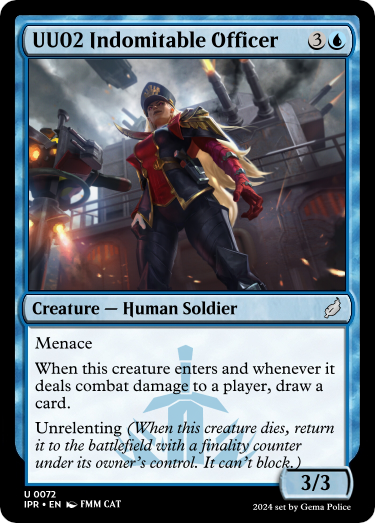 UU02 Indomitable Officer 3
Creature — Human Soldier
Menace
When this creature enters and whenever it
deals combat damage to a player, draw a
card.
Unrelenting (When this creature dies, return
it to the battlefield with a finality counter
under its owner's control. It can't block.)
3/3
U 0072
IPR • EN FMM CAT
2024 set by Gema Police